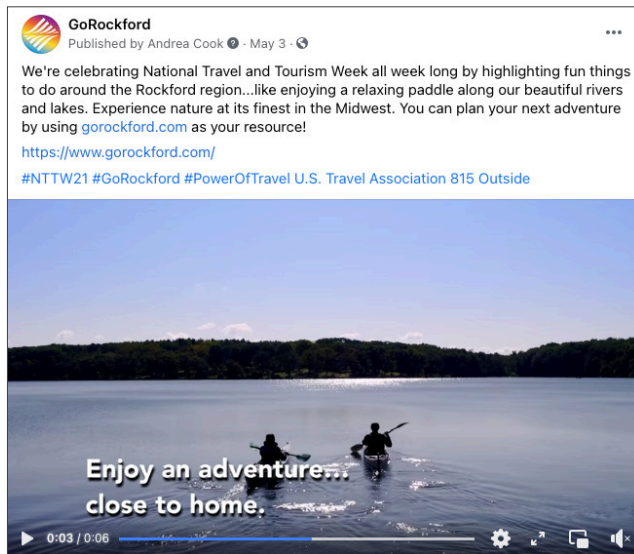 GoRockford
Published by Andrea Cook · May 3 ·
We're celebrating National Travel and Tourism Week all week long by highlighting fun things
to do around the Rockford region...like enjoying a relaxing paddle along our beautiful rivers
and lakes. Experience nature at its finest in the Midwest. You can plan your next adventure
by using gorockford.com as your resource!
https://www.gorockford.com/
#NTTW21 #GoRockford #PowerOfTravel U.S. Travel Association 815 Outside
Enjoy an adventure...
close to home.
0:03 / 0:06